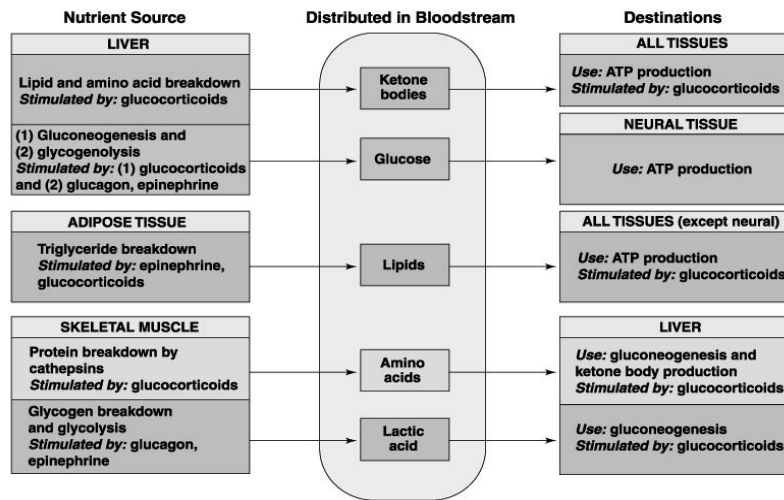 Nutrient Source
Distributed in Bloodstream
Destinations
LIVER
Lipid and amino acid breakdown
Stimulated by: glucocorticoids
(1) Gluconeogenesis and
(2) glycogenolysis
Stimulated by: (1) glucocorticoids
and (2) glucagon, epinephrine
ADIPOSE TISSUE
Triglyceride breakdown
Stimulated by: epinephrine,
glucocorticoids
SKELETAL MUSCLE
Protein breakdown by
cathepsins
Stimulated by: glucocorticoids
Glycogen breakdown
and glycolysis
Stimulated by: glucagon,
epinephrine
Ketone
bodies
Glucose
Lipids
Amino
acids
Lactic
acid
ALL TISSUES
Use: ATP production
Stimulated by: glucocorticoids
NEURAL TISSUE
Use: ATP production
ALL TISSUES (except neural)
Use: ATP production
Stimulated by: glucocorticoids
LIVER
Use: gluconeogenesis and
ketone body production
Stimulated by: glucocorticoids
Use: gluconeogenesis
Stimulated by: glucocorticoids